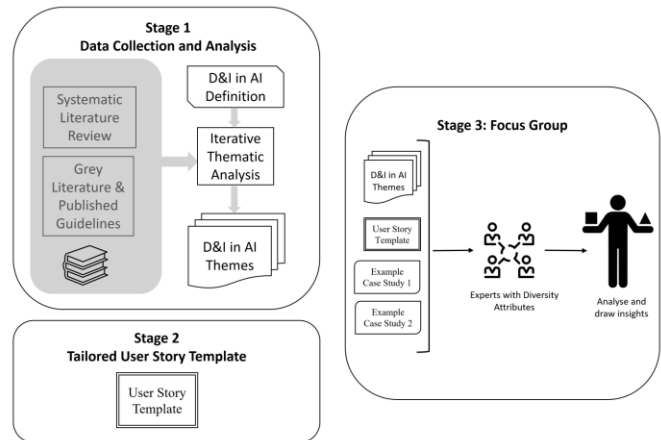 Stage 1
Data Collection and Analysis
Systematic
Literature
Review
Grey
Literature &
Published
Guidelines
D&I in AI
Definition
Iterative
Thematic
Analysis
D&I in AI
Themes
Stage 2
Tailored User Story Template
User Story
Template
Stage 3: Focus Group
D&I in AI
Themes
User Story
Template
Example
Case Study 1
Example
Case Study 2
Experts with Diversity
Attributes
Analyse and
draw insights